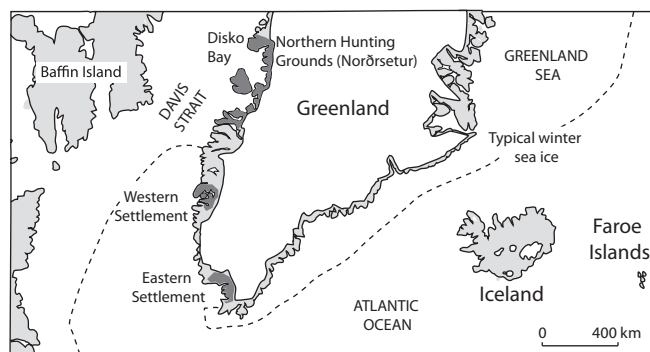 Disko
Bay
Northern Hunting
Grounds (Norðrsetur)
GREENLAND
SEA
Baffin Island
DAVIS
STRAIT
Greenland
Typical winter
sea ice
Western
Settlement
Faroe
Islands
Eastern
Settlement
Iceland
ATLANTIC
OCEAN
0 400 km